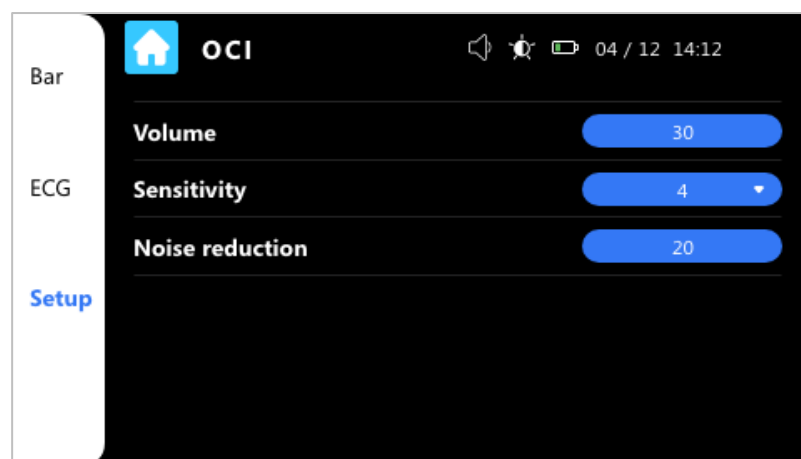 OCI 04 / 12 14:12
Bar
Volume 30
ECG Sensitivity 4
Noise reduction 20
Setup